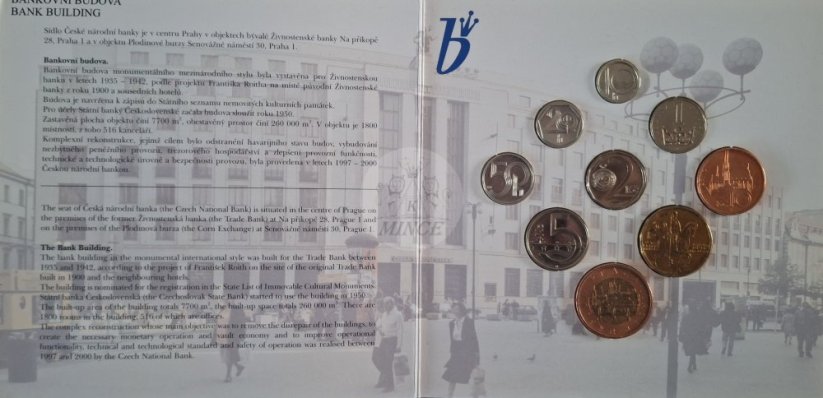 BANKOVNÍ BUDOVA
BANK BUILDING
Sídlo České národní banky je v centru Prahy v objektech bývalé Živnostenské banky Na příkopě
28, Praha 1 a v objektu Plodinové burzy Senovážné náměstí 30, Praha 1.
Bankovní budova.
Bankovní budova monumentálního mezinárodního stylu byla vystavěna pro Živnostenskou
banku v letech 1935 - 1942, podle projektu Františka Roitha na místě původní Živnostenské
banky z roku 1900 a sousedních hotelů.
Budova je navržena k zápisu do Státního seznamu nemovitých kulturních památek.
Pro účely Státní banky Československé začala budova sloužit roku 1950.
Zastavěná plocha objektu činí 7700 m², obestavěný prostor činí 260 000 m³. V objektu je 1800
místností, z toho 516 kanceláří.
Komplexní rekonstrukce, jejímž cílem bylo odstranění havarijního stavu budov, vybudování
nezbytného peněžního provozu, trezorového hospodářství a zlepšení provozní funkčnosti,
technické a technologické úrovně a bezpečnosti provozu, byla provedena v letech 1997 - 2000
Českou národní bankou.
The seat of Česká národní banka (the Czech National Bank) is situated in the centre of Prague on
the premises of the former Živnostenská banka (the Trade Bank) at Na Příkopě 28, Prague 1 and
on the premises of the Plodinová burza (the Corn Exchange) at Senovážné náměstí 30, Prague 1.
The Bank Building.
The bank building in the monumental international style was built for the Trade Bank between
1935 and 1942, according to the project of František Roith on the site of the original Trade Bank
built in 1900 and the neighbouring hotels.
The building is nominated for the registration in the State List of Immovable Cultural Monuments.
Státní banka Československá (the Czechoslovak State Bank) started to use the building in 1950.
The built-up area of the building totals 7700 m², the built-up space totals 260 000 m³. There are
1800 rooms in the building, 516 of which are offices.
The complex reconstruction whose main objective was to remove the disrepair of the buildings, to
create the necessary monetary operation and vault economy and to improve operational
functionality, technical and technological standard and safety of operation was realised between
1997 and 2000 by the Czech National Bank.
K
MINCE
b
10
20
1
50
2
Kč
10
5